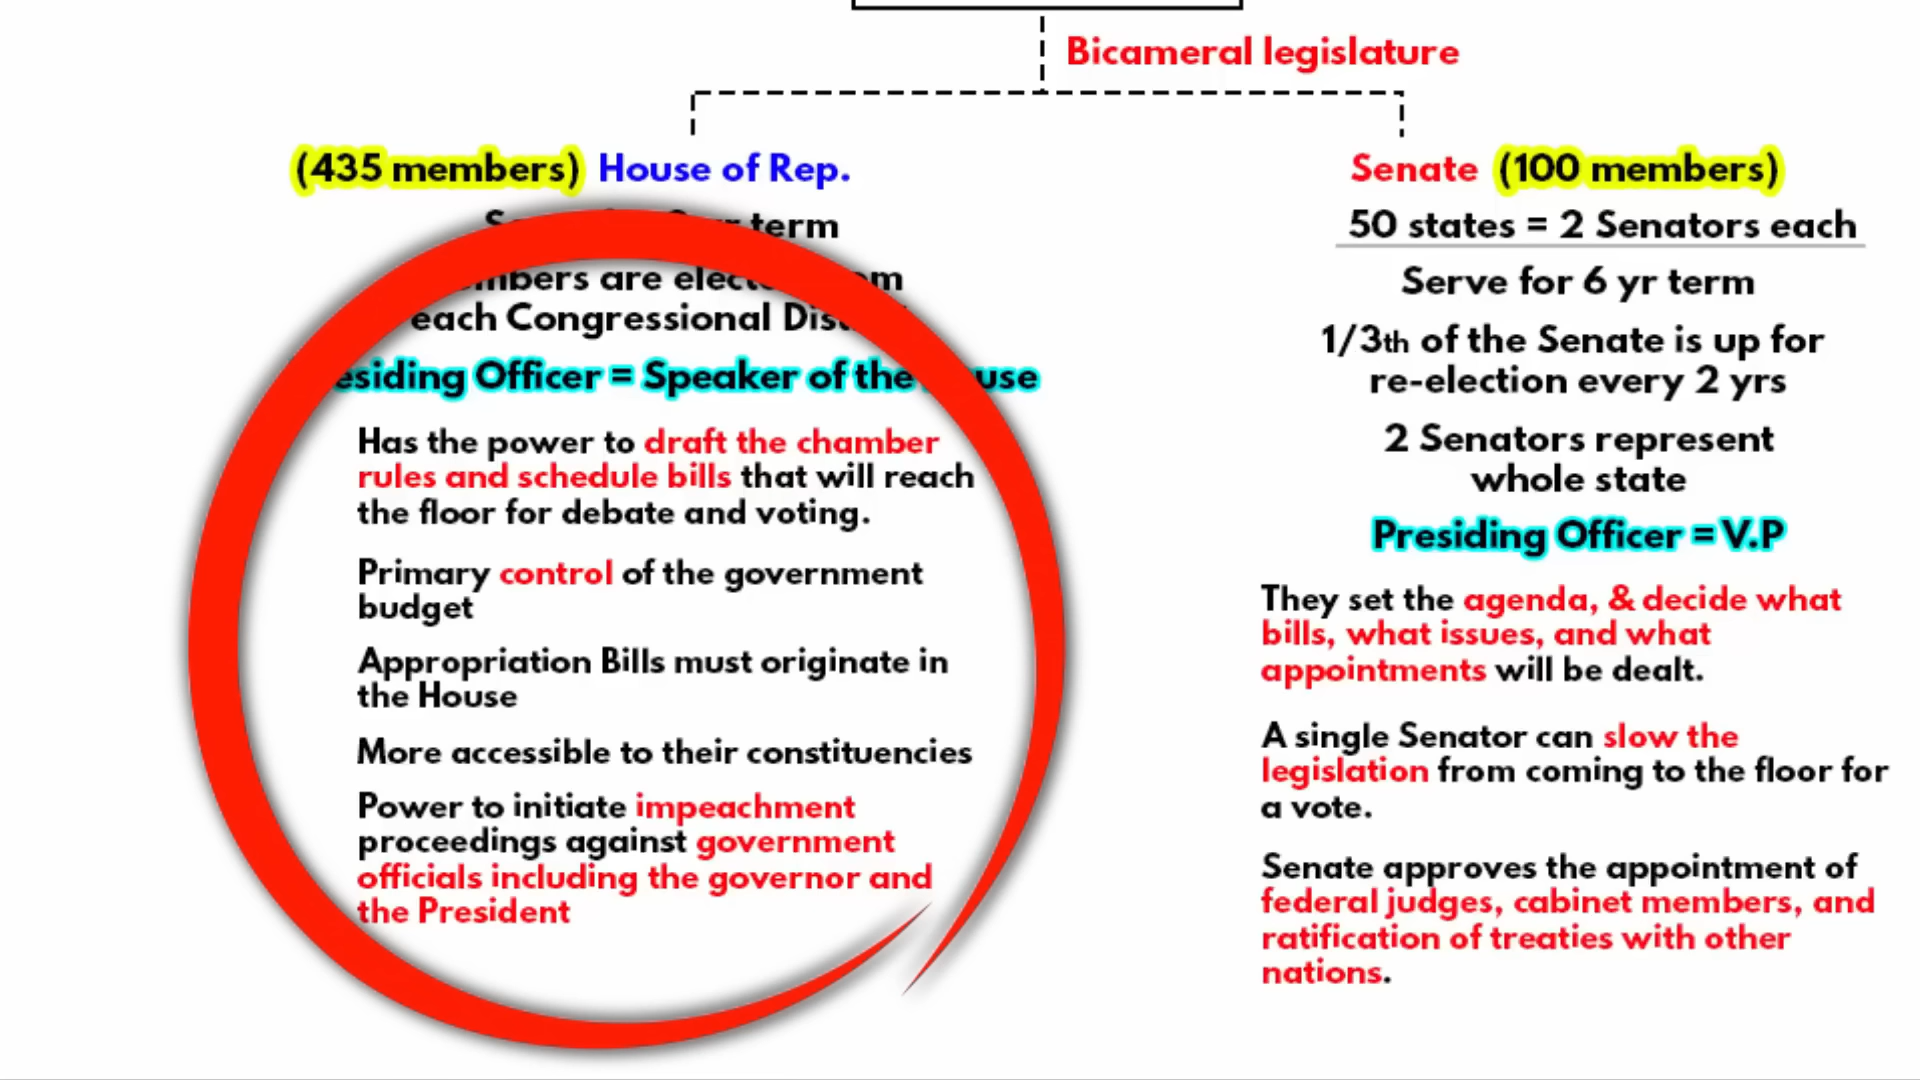 Bicameral legislature
(435 members) House of Rep.
term
are
each Congressional
Officer = Speaker of the
Has the power to draft the chamber
rules and schedule bills that will reach
the floor for debate and voting.
Primary control of the government
budget
Appropriation Bills must originate in
the House
More accessible to their constituencies
Power to initiate impeachment
proceedings against government
officials including the governor and
the President
Senate (100 members)
50 states = 2 Senators each
Serve for 6 yr term
1/3th of the Senate is up for
re-election every 2 yrs
2 Senators represent
whole state
Presiding Officer = V.P
They set the agenda, & decide what
bills, what issues, and what
appointments will be dealt.
A single Senator can slow the
legislation from coming to the floor for
a vote.
Senate approves the appointment of
federal judges, cabinet members, and
ratification of treaties with other
nations.